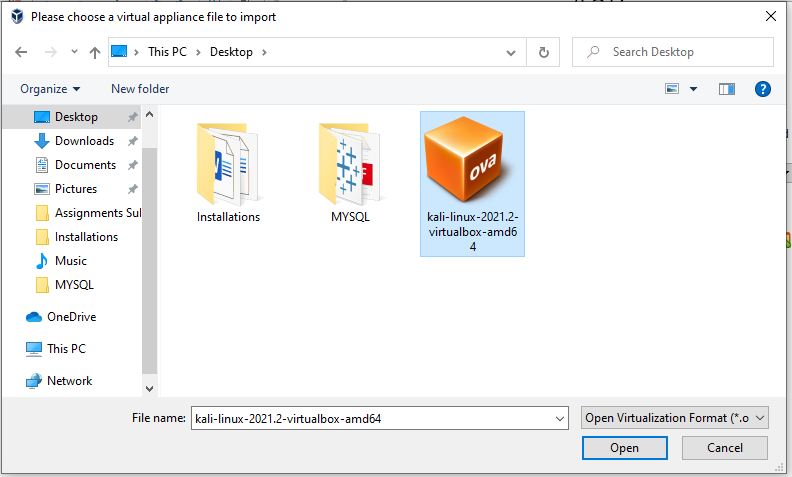 Please choose a virtual appliance file to import
This PC
Desktop
Search Desktop
Organize
New folder
Desktop
Downloads
Documents
Pictures
Assignments Sul
Installations
Music
MYSQL
OneDrive
This PC
Network
Installations
MYSQL
ova
kali-linux-2021.2-
virtualbox-amd6
4
File name:
kali-linux-2021.2-virtualbox-amd64
Open Virtualization Format (*.o
Open
Cancel